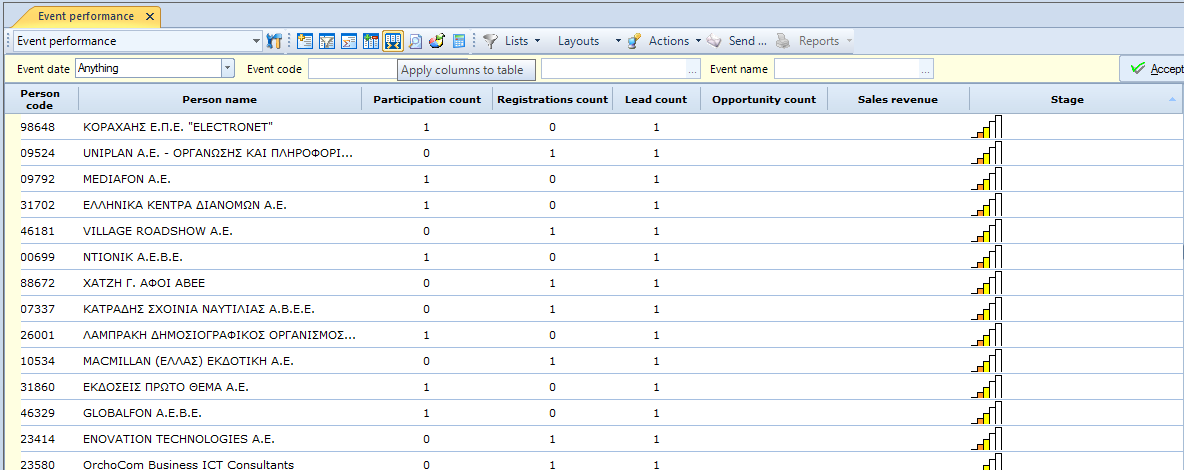 Event performance
Event performance Lists Layouts Actions Send ... Reports
Event date Anything Event code ... Event name ... Accept
Apply columns to table
Person code Person name Participation count Registrations count Lead count Opportunity count Sales revenue Stage
98648 ΚΟΡΑΧΑΗΣ Ε.Π.Ε. "ELECTRONET" 1 0 1
09524 UNIPLAN Α.Ε. - ΟΡΓΑΝΩΣΗΣ ΚΑΙ ΠΛΗΡΟΦΟΡΙ... 0 1 1
09792 MEDIAFON Α.Ε. 1 0 1
31702 ΕΛΛΗΝΙΚΑ ΚΕΝΤΡΑ ΔΙΑΝΟΜΩΝ Α.Ε. 1 0 1
46181 VILLAGE ROADSHOW Α.Ε. 0 1 1
00699 ΝΤΙΟΝΙΚ Α.Ε.Β.Ε. 1 0 1
88672 ΧΑΤΖΗ Γ. ΑΦΟΙ ΑΒΕΕ 0 1 1
07337 ΚΑΤΡΑΔΗΣ ΣΧΟΙΝΙΑ ΝΑΥΤΙΛΙΑΣ Α.Β.Ε.Ε. 0 1 1
26001 ΛΑΜΠΡΑΚΗ ΔΗΜΟΣΙΟΓΡΑΦΙΚΟΣ ΟΡΓΑΝΙΣΜΟΣ... 1 0 1
10534 MACMILLAN (ΕΛΛΑΣ) ΕΚΔΟΤΙΚΗ Α.Ε. 0 1 1
31860 ΕΚΔΟΣΕΙΣ ΠΡΩΤΟ ΘΕΜΑ Α.Ε. 1 0 1
46329 GLOBALFON Α.Ε.Β.Ε. 1 0 1
23414 ENOVATION TECHNOLOGIES Α.Ε. 0 1 1
23580 OrchoCom Business ICT Consultants 0 1 1